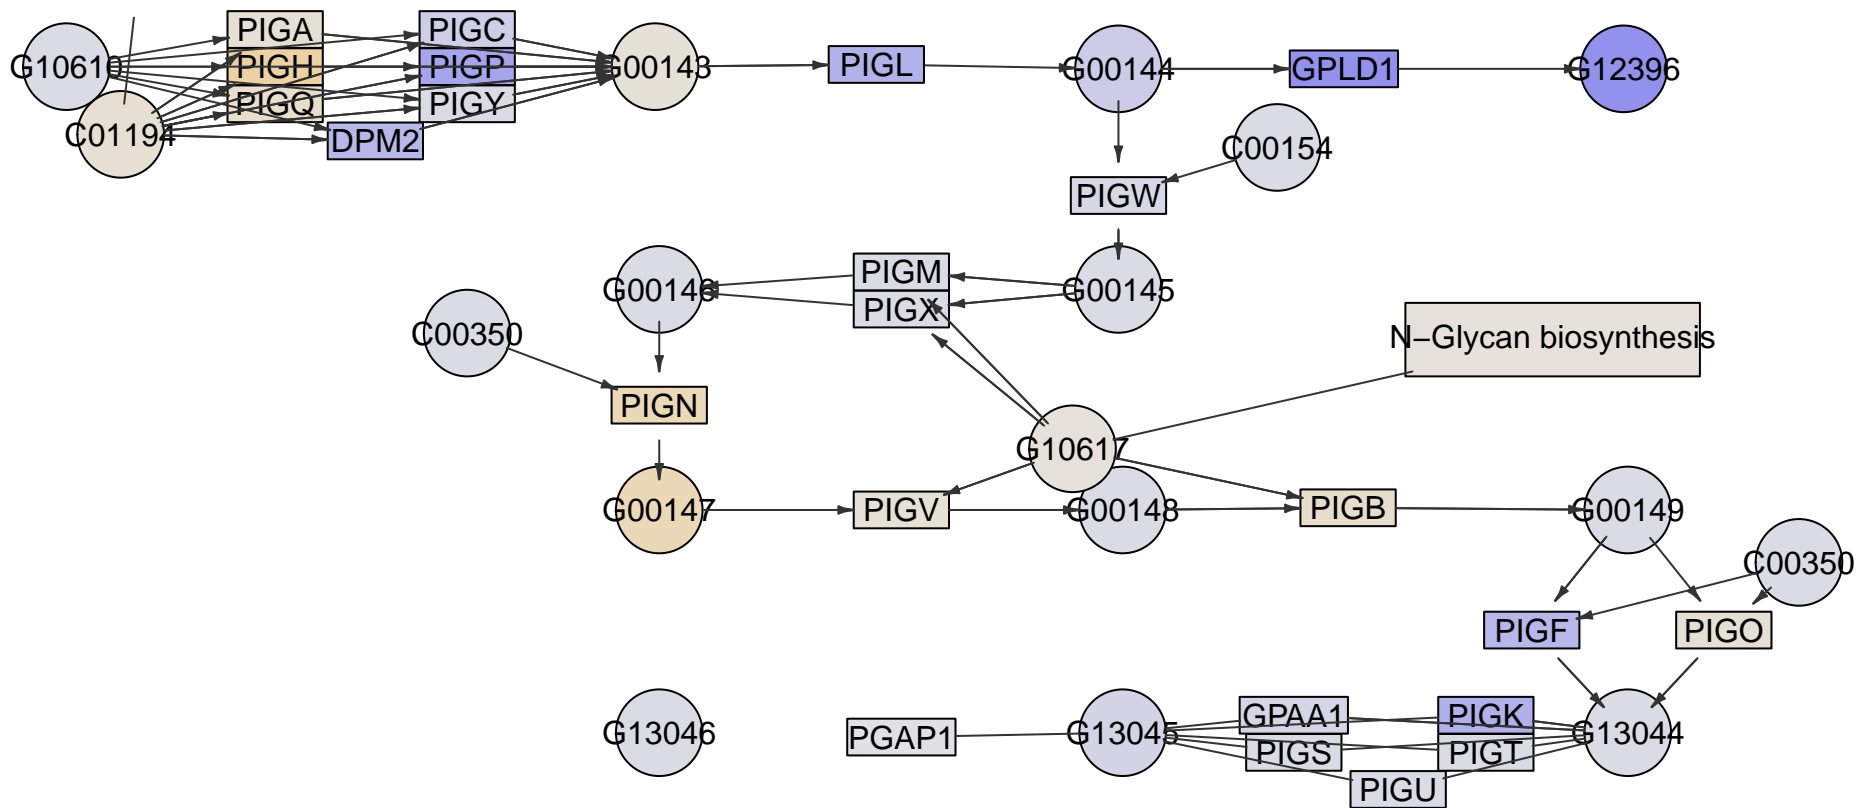 PIGA
PIGC
G10610
PIGH
PIGP
G00143
PIGL
G00144
GPLD1
G12396
PIGQ
PIGY
C01194
DPM2
C00154
PIGW
PIGM
G00146
G00145
PIGX
C00350
N−Glycan biosynthesis
PIGN
G10617
G00147
PIGV
G00148
PIGB
G00149
C00350
PIGF
PIGO
GPAA1
PIGK
G13046
PGAP1
G13045
G13044
PIGS
PIGT
PIGU